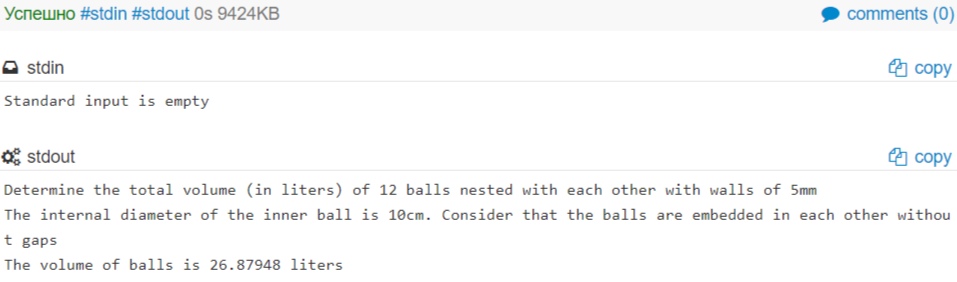 Успешно #stdin #stdout 0s 9424KB
comments (0)
stdin
copy
Standard input is empty
stdout
copy
Determine the total volume (in liters) of 12 balls nested with each other with walls of 5mm
The internal diameter of the inner ball is 10cm. Consider that the balls are embedded in each other withou
t gaps
The volume of balls is 26.87948 liters